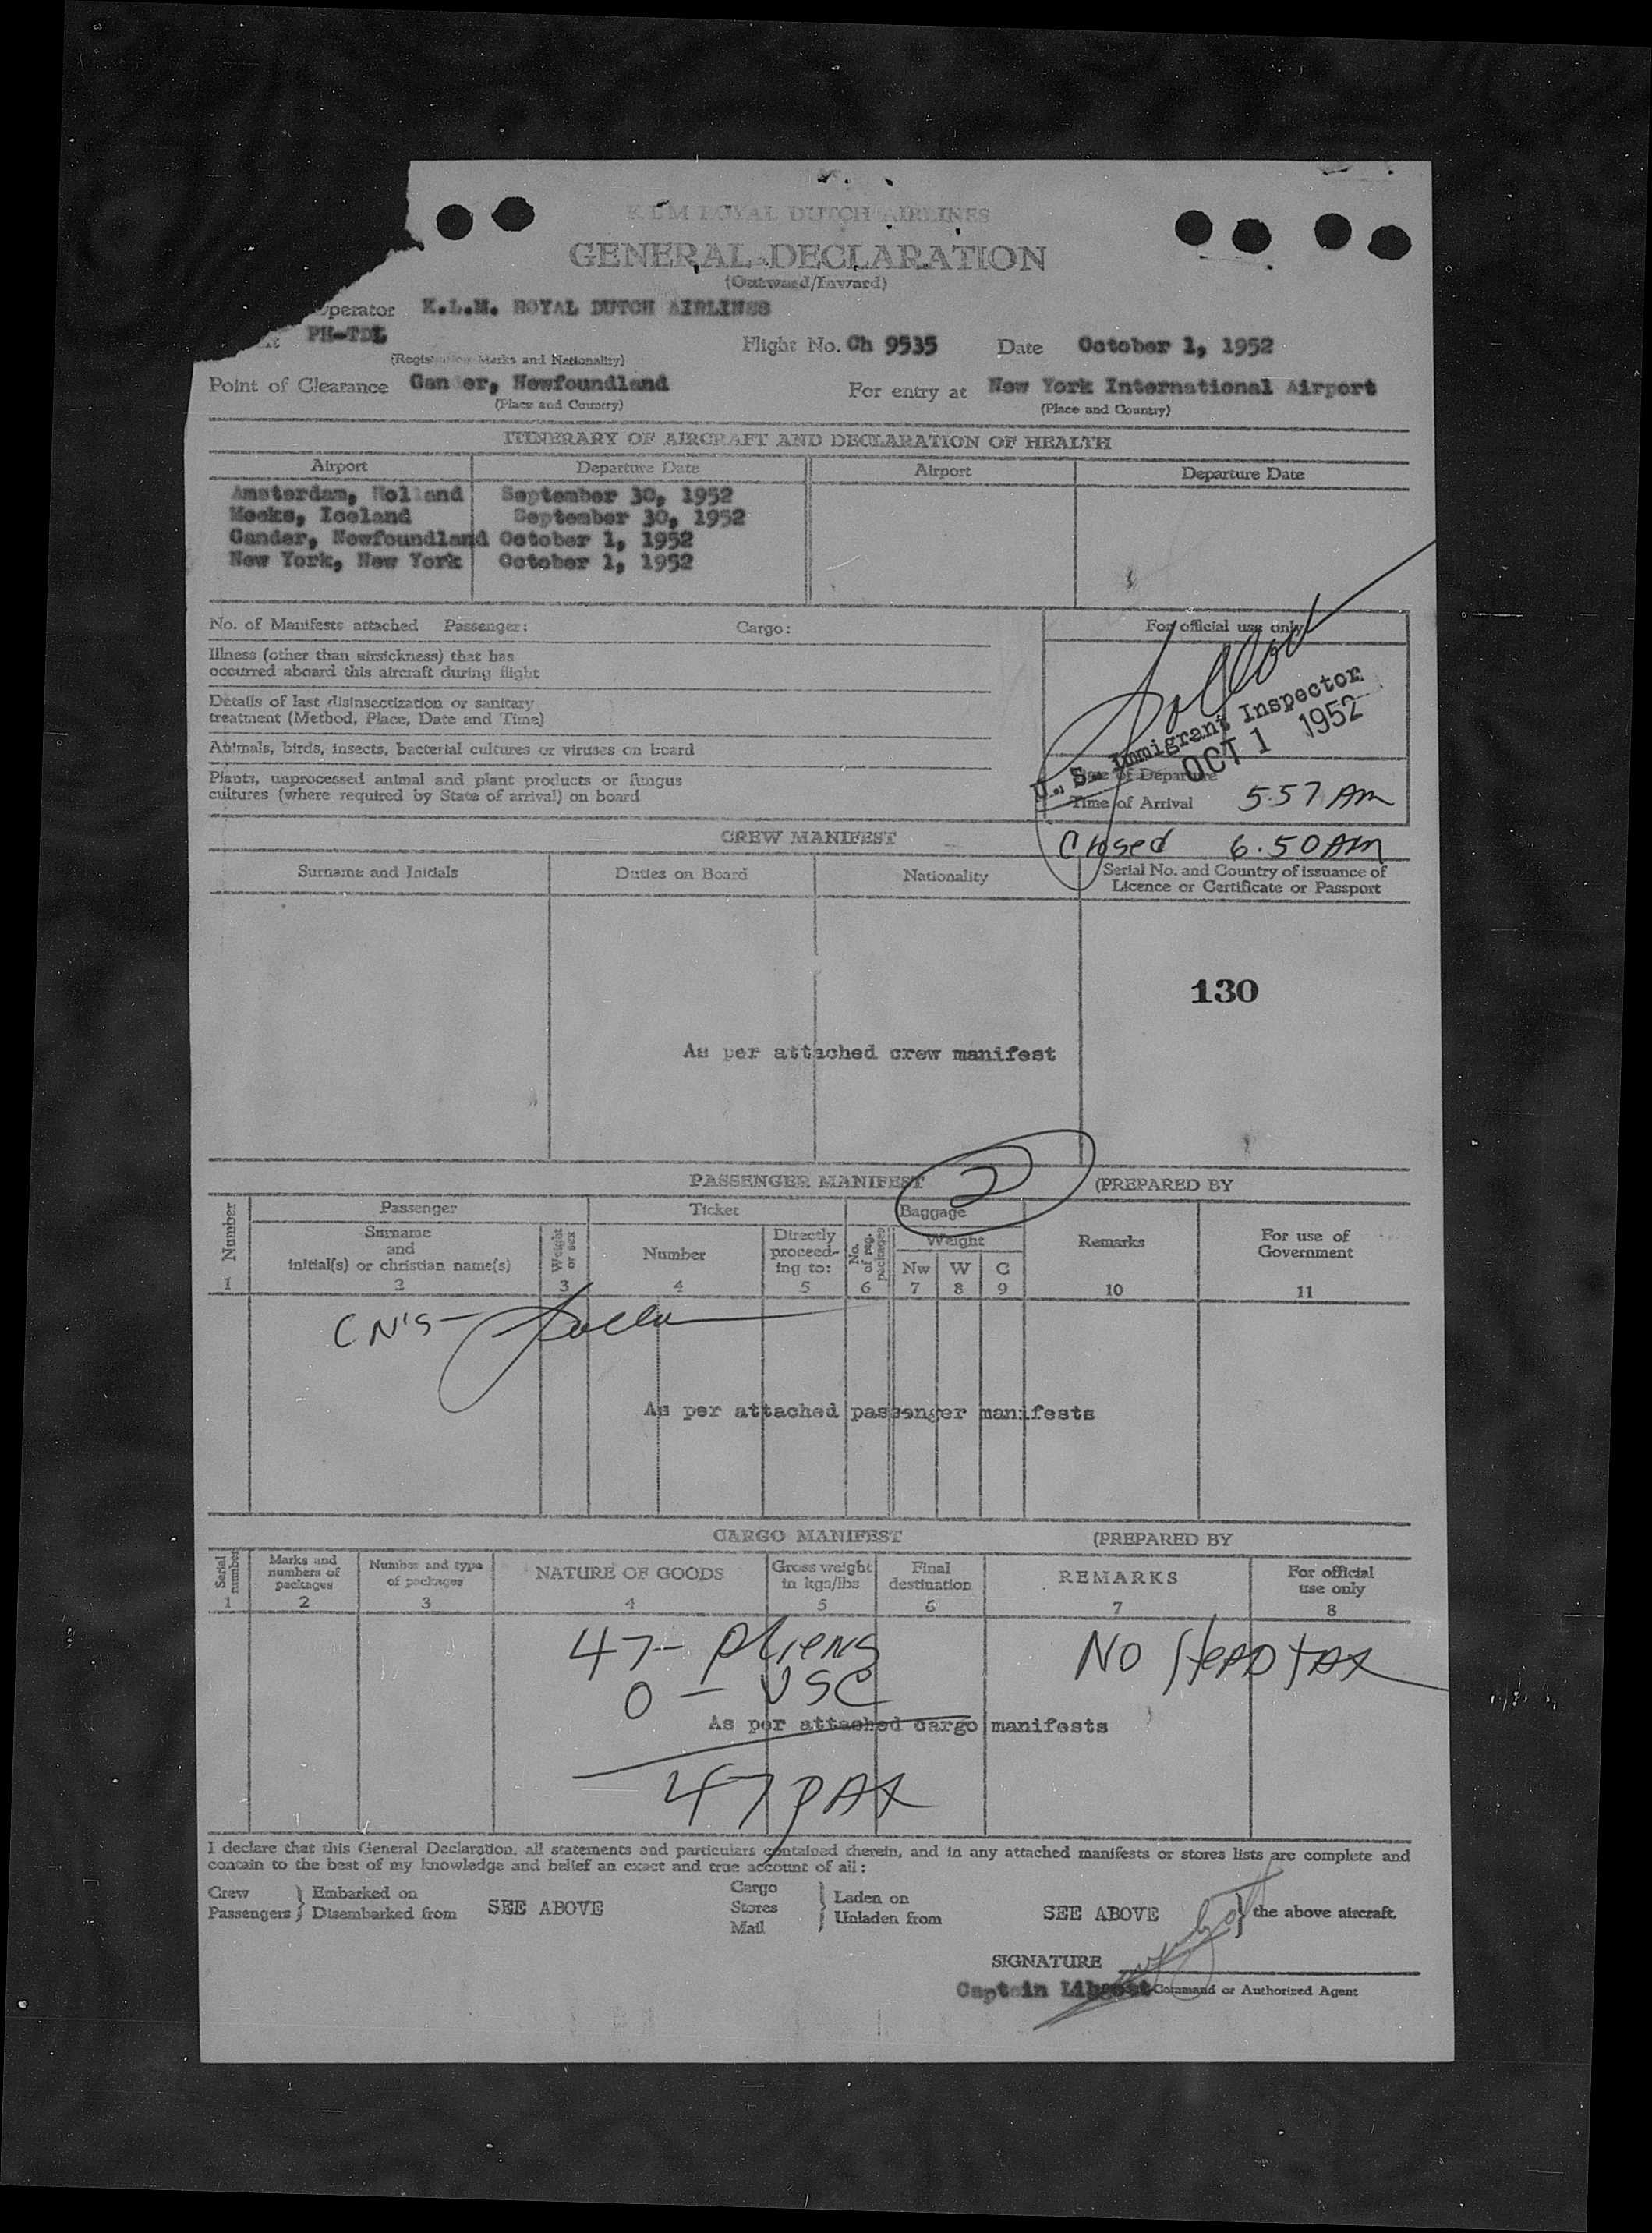 K L M ROYAL DUTCH AIRLINES
GENERAL DECLARATION
(Outward/Inward)
Operator K.L.M. ROYAL DUTCH AIRLINES
PH-TDL Flight No. Ch 9535 Date October 1, 1952
(Registration Marks and Nationality)
Point of Clearance Gan er, Newfoundland For entry at New York International Airport
(Place and Country) (Place and Country)
ITINERARY OF AIRCRAFT AND DECLARATION OF HEALTH
Airport Departure Date Airport Departure Date
Amsterdam, Holland September 30, 1952
Meeks, Iceland September 30, 1952
Gander, Newfoundland October 1, 1952
New York, New York October 1, 1952
No. of Manifests attached Passenger: Cargo: For official use only
Illness (other than airsickness) that has
occurred aboard this aircraft during flight
Details of last disinsectization or sanitary
treatment (Method, Place, Date and Time)
Animals, birds, insects, bacterial cultures or viruses on board
Plants, unprocessed animal and plant products or fungus
cultures (where required by State of arrival) on board
U. S. Immigrant Inspector
OCT 1 1952
Time of Departure
Time of Arrival 5.57 AM
Closed 6.50 AM
CREW MANIFEST
Surname and Initials Duties on Board Nationality Serial No. and Country of issuance of
Licence or Certificate or Passport
130
As per attached crew manifest
2
PASSENGER MANIFEST (PREPARED BY
Number Passenger Ticket Baggage Remarks For use of
Government
Surname
and
initial(s) or christian name(s) Weight or sex Number Directly
proceed-
ing to: No. of reg. packages Weight
Nw W C
1 2 3 4 5 6 7 8 9 10 11
CN'S-
As per attached passenger manifests
CARGO MANIFEST (PREPARED BY
Serial number Marks and
numbers of
packages Number and type
of packages NATURE OF GOODS Gross weight
in kgs/lbs Final
destination REMARKS For official
use only
1 2 3 4 5 6 7 8
47- Aliens NO HEAD TAX
0 - USC
As per attached cargo manifests
47 PAX
I declare that this General Declaration, all statements and particulars contained therein, and in any attached manifests or stores lists are complete and
contain to the best of my knowledge and belief an exact and true account of all:
Crew
Passengers } Embarked on
Disembarked from SEE ABOVE Cargo
Stores
Mail } Laden on
Unladen from SEE ABOVE } the above aircraft.
SIGNATURE
Captain Command or Authorized Agent